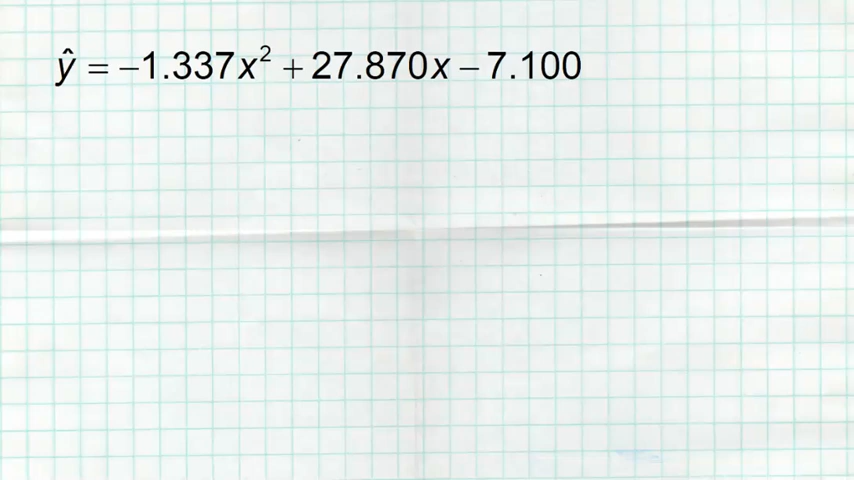 ŷ = −1.337x² + 27.870x − 7.100